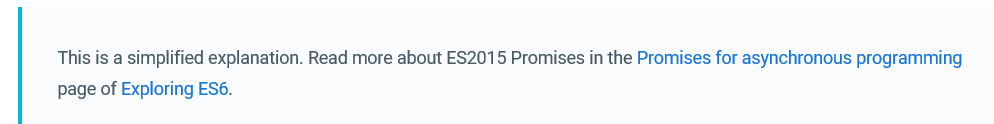 This is a simplified explanation. Read more about ES2015 Promises in the Promises for asynchronous programming
page of Exploring ES6.